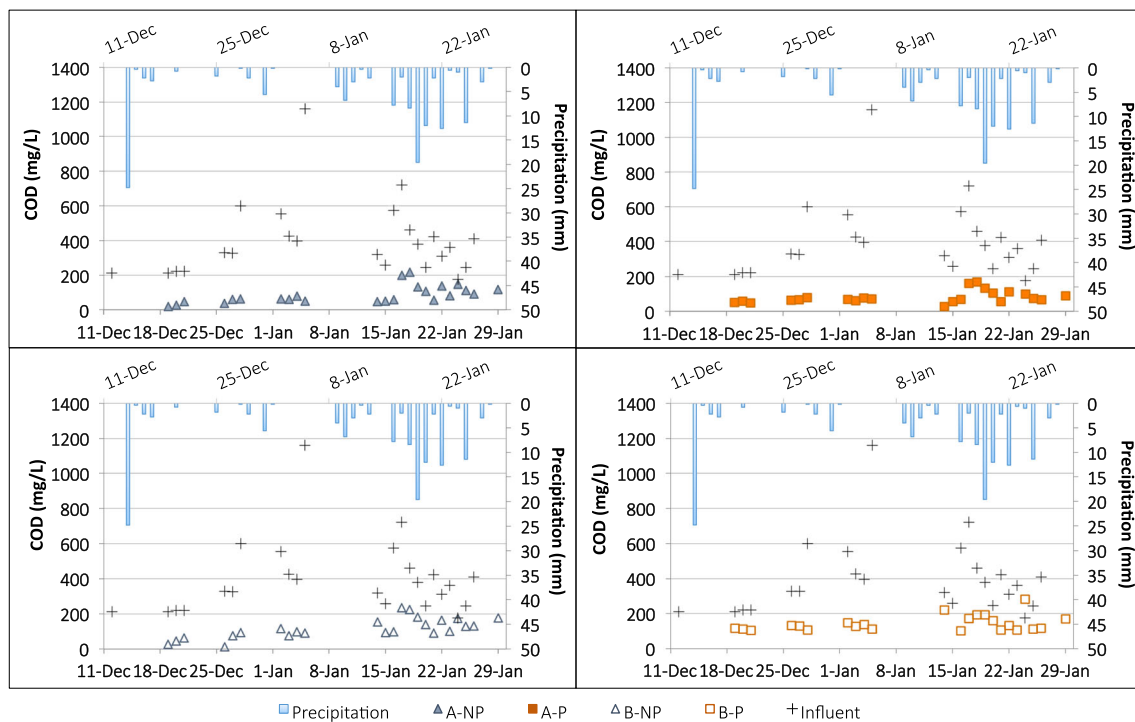 11-Dec 25-Dec 8-Jan 22-Jan
1400 1200 1000 800 600 400 200 0
COD (mg/L)
0 5 10 15 20 25 30 35 40 45 50
Precipitation (mm)
11-Dec 18-Dec 25-Dec 1-Jan 8-Jan 15-Jan 22-Jan 29-Jan
11-Dec 25-Dec 8-Jan 22-Jan
1400 1200 1000 800 600 400 200 0
COD (mg/L)
0 5 10 15 20 25 30 35 40 45 50
Precipitation (mm)
11-Dec 18-Dec 25-Dec 1-Jan 8-Jan 15-Jan 22-Jan 29-Jan
11-Dec 25-Dec 8-Jan 22-Jan
1400 1200 1000 800 600 400 200 0
COD (mg/L)
0 5 10 15 20 25 30 35 40 45 50
Precipitation (mm)
11-Dec 18-Dec 25-Dec 1-Jan 8-Jan 15-Jan 22-Jan 29-Jan
11-Dec 25-Dec 8-Jan 22-Jan
1400 1200 1000 800 600 400 200 0
COD (mg/L)
0 5 10 15 20 25 30 35 40 45 50
Precipitation (mm)
11-Dec 18-Dec 25-Dec 1-Jan 8-Jan 15-Jan 22-Jan 29-Jan
Precipitation A-NP A-P B-NP B-P Influent